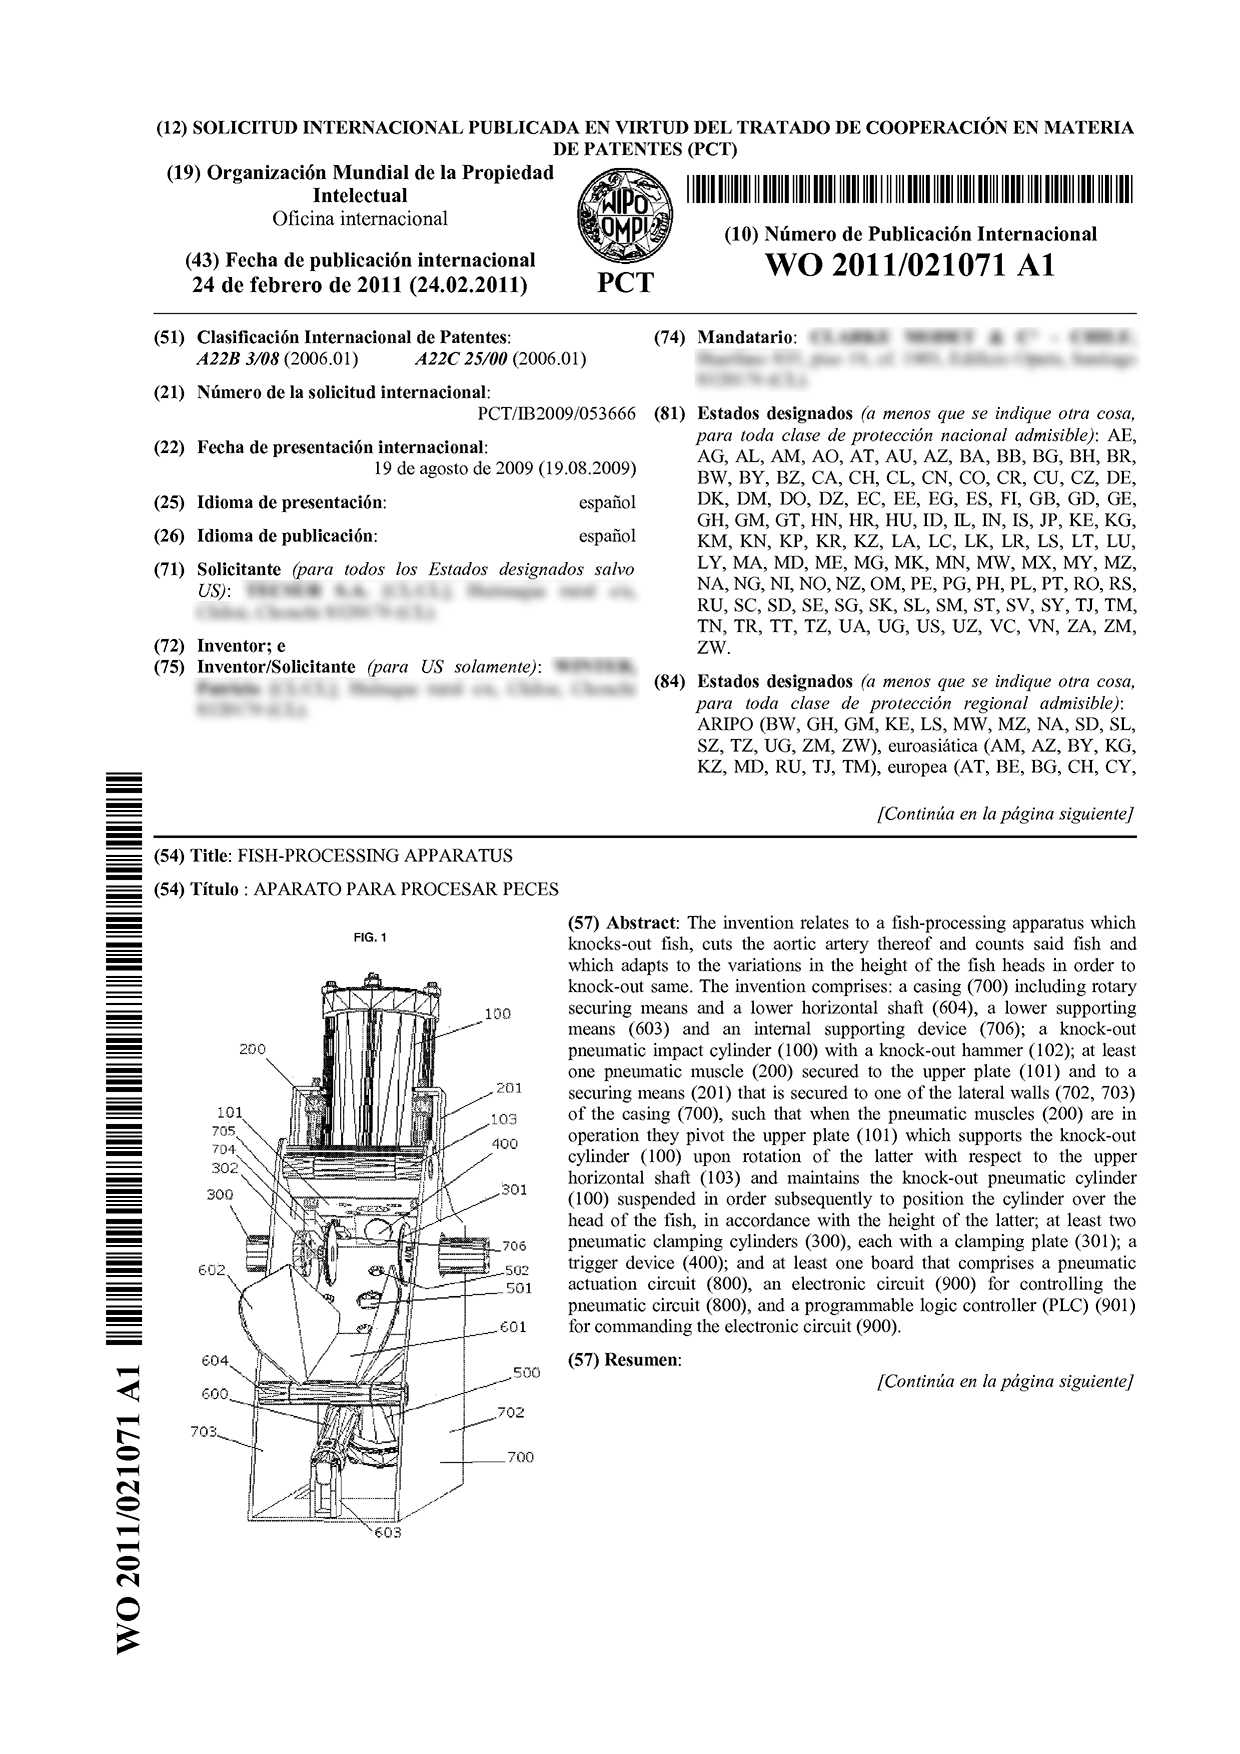 (12) SOLICITUD INTERNACIONAL PUBLICADA EN VIRTUD DEL TRATADO DE COOPERACIÓN EN MATERIA
DE PATENTES (PCT)
(19) Organización Mundial de la Propiedad
Intelectual
Oficina internacional
(43) Fecha de publicación internacional
24 de febrero de 2011 (24.02.2011)
WIPO
OMPI
PCT
(10) Número de Publicación Internacional
WO 2011/021071 A1
(51) Clasificación Internacional de Patentes:
A22B 3/08 (2006.01) A22C 25/00 (2006.01)
(21) Número de la solicitud internacional:
PCT/IB2009/053666
(22) Fecha de presentación internacional:
19 de agosto de 2009 (19.08.2009)
(25) Idioma de presentación: español
(26) Idioma de publicación: español
(71) Solicitante (para todos los Estados designados salvo
US):
(72) Inventor; e
(75) Inventor/Solicitante (para US solamente):
(74) Mandatario:
(81) Estados designados (a menos que se indique otra cosa,
para toda clase de protección nacional admisible): AE,
AG, AL, AM, AO, AT, AU, AZ, BA, BB, BG, BH, BR,
BW, BY, BZ, CA, CH, CL, CN, CO, CR, CU, CZ, DE,
DK, DM, DO, DZ, EC, EE, EG, ES, FI, GB, GD, GE,
GH, GM, GT, HN, HR, HU, ID, IL, IN, IS, JP, KE, KG,
KM, KN, KP, KR, KZ, LA, LC, LK, LR, LS, LT, LU,
LY, MA, MD, ME, MG, MK, MN, MW, MX, MY, MZ,
NA, NG, NI, NO, NZ, OM, PE, PG, PH, PL, PT, RO, RS,
RU, SC, SD, SE, SG, SK, SL, SM, ST, SV, SY, TJ, TM,
TN, TR, TT, TZ, UA, UG, US, UZ, VC, VN, ZA, ZM,
ZW.
(84) Estados designados (a menos que se indique otra cosa,
para toda clase de protección regional admisible):
ARIPO (BW, GH, GM, KE, LS, MW, MZ, NA, SD, SL,
SZ, TZ, UG, ZM, ZW), euroasiática (AM, AZ, BY, KG,
KZ, MD, RU, TJ, TM), europea (AT, BE, BG, CH, CY,
[Continúa en la página siguiente]
(54) Title: FISH-PROCESSING APPARATUS
(54) Título : APARATO PARA PROCESAR PECES
FIG. 1
100
200
201
101
103
705
400
704
302
301
300
706
602
502
501
601
604
500
600
702
703
700
603
(57) Abstract: The invention relates to a fish-processing apparatus which
knocks-out fish, cuts the aortic artery thereof and counts said fish and
which adapts to the variations in the height of the fish heads in order to
knock-out same. The invention comprises: a casing (700) including rotary
securing means and a lower horizontal shaft (604), a lower supporting
means (603) and an internal supporting device (706); a knock-out
pneumatic impact cylinder (100) with a knock-out hammer (102); at least
one pneumatic muscle (200) secured to the upper plate (101) and to a
securing means (201) that is secured to one of the lateral walls (702, 703)
of the casing (700), such that when the pneumatic muscles (200) are in
operation they pivot the upper plate (101) which supports the knock-out
cylinder (100) upon rotation of the latter with respect to the upper
horizontal shaft (103) and maintains the knock-out pneumatic cylinder
(100) suspended in order subsequently to position the cylinder over the
head of the fish, in accordance with the height of the latter; at least two
pneumatic clamping cylinders (300), each with a clamping plate (301); a
trigger device (400); and at least one board that comprises a pneumatic
actuation circuit (800), an electronic circuit (900) for controlling the
pneumatic circuit (800), and a programmable logic controller (PLC) (901)
for commanding the electronic circuit (900).
(57) Resumen:
[Continúa en la página siguiente]
WO 2011/021071 A1